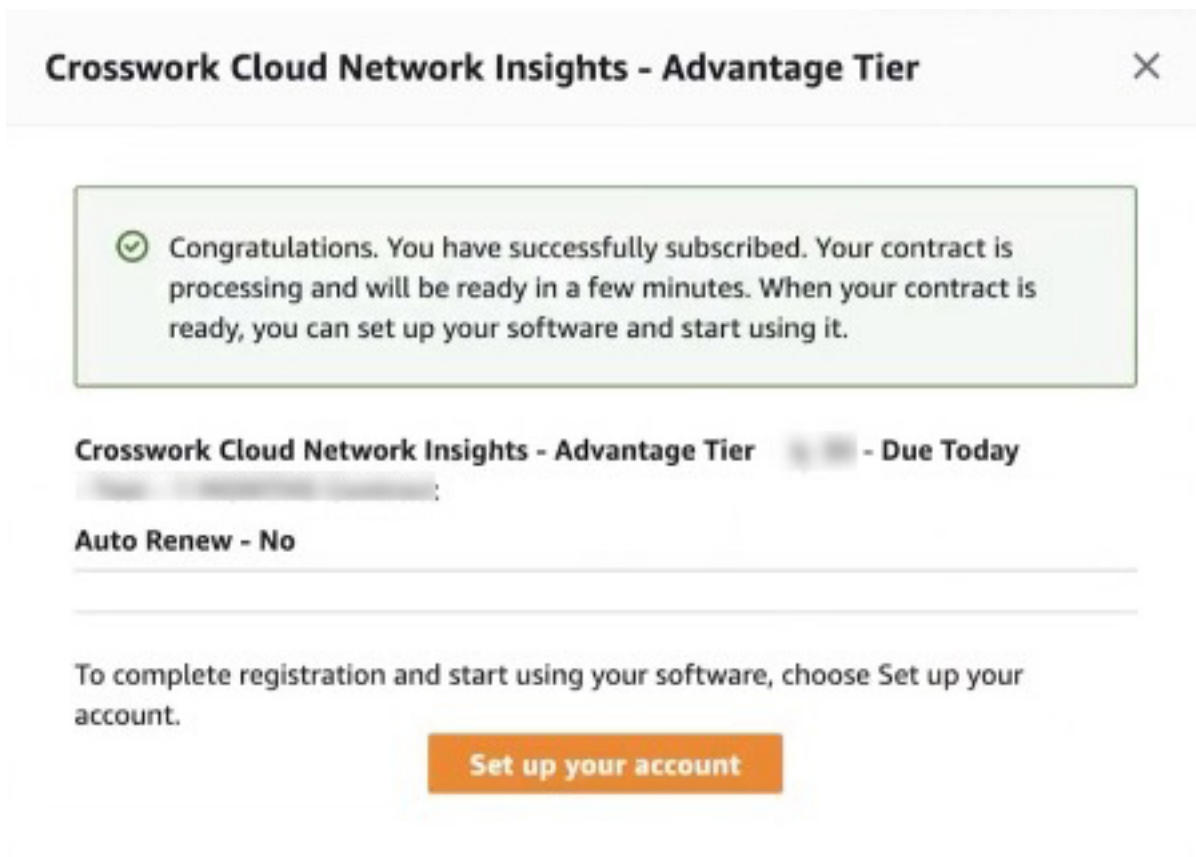 Crosswork Cloud Network Insights - Advantage Tier
Congratulations. You have successfully subscribed. Your contract is
processing and will be ready in a few minutes. When your contract is
ready, you can set up your software and start using it.
Crosswork Cloud Network Insights - Advantage Tier - Due Today
:
Auto Renew - No
To complete registration and start using your software, choose Set up your
account.
Set up your account